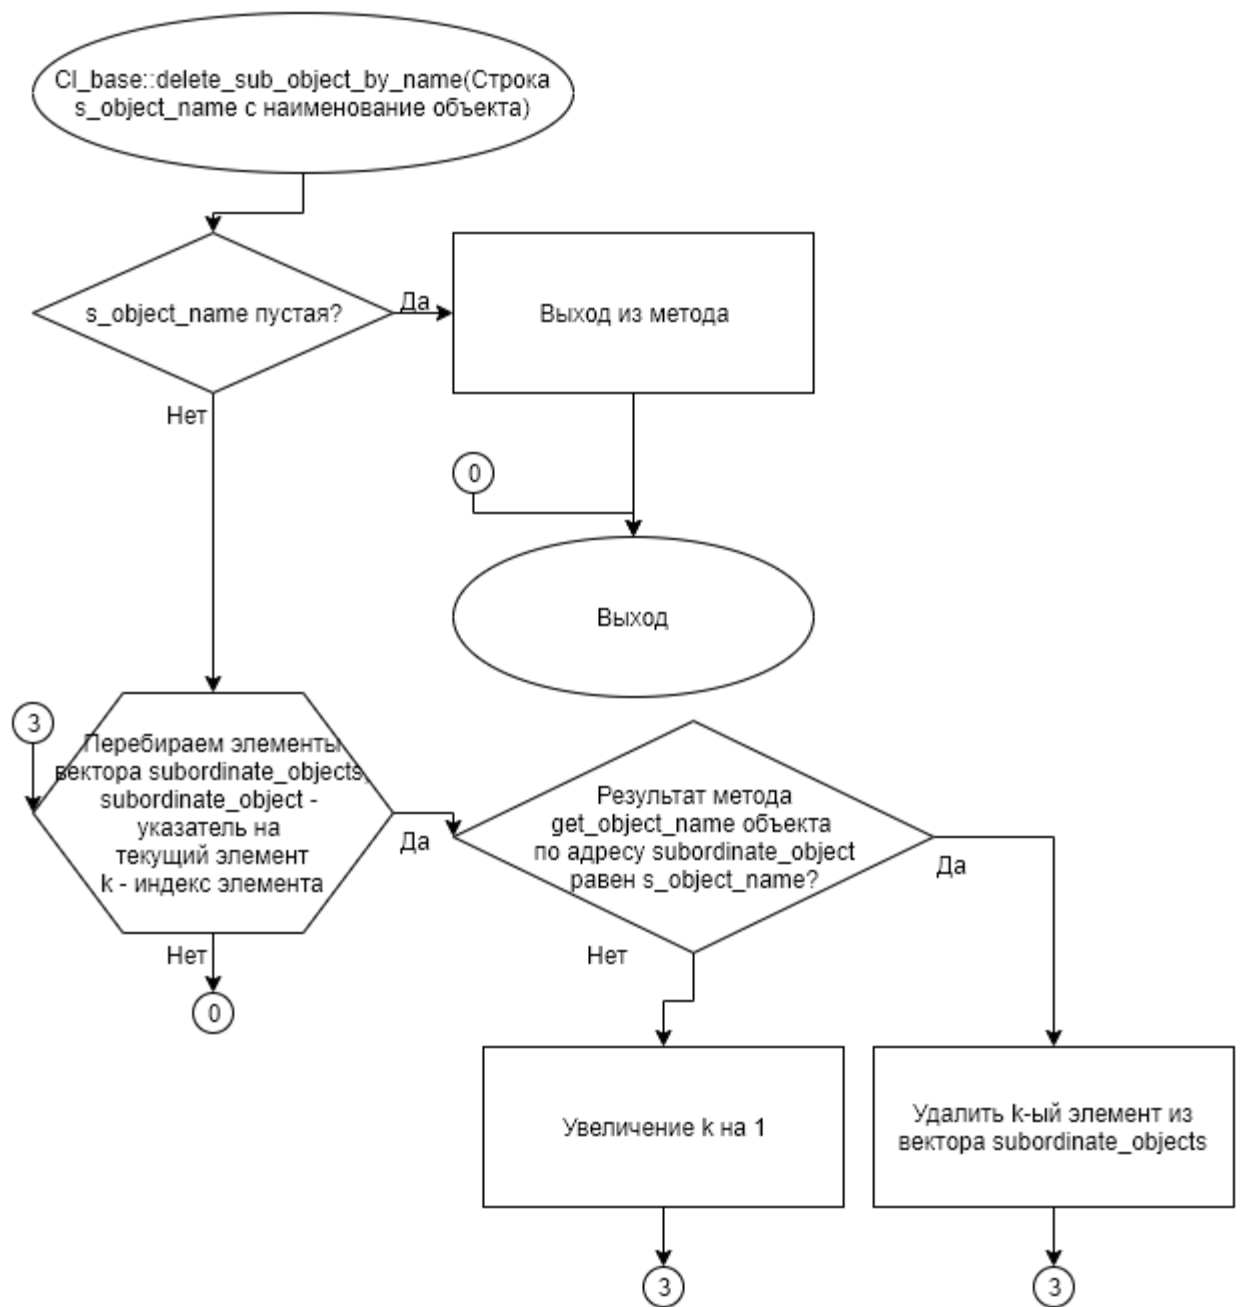 Cl_base::delete_sub_object_by_name(Строка
s_object_name с наименование объекта)
s_object_name пустая?
Да
Выход из метода
Нет
0
Выход
3
Перебираем элементы
вектора subordinate_objects,
subordinate_object -
указатель на
текущий элемент
k - индекс элемента
Да
Результат метода
get_object_name объекта
по адресу subordinate_object
равен s_object_name?
Да
Нет
0
Нет
Увеличение k на 1
Удалить k-ый элемент из
вектора subordinate_objects
3
3